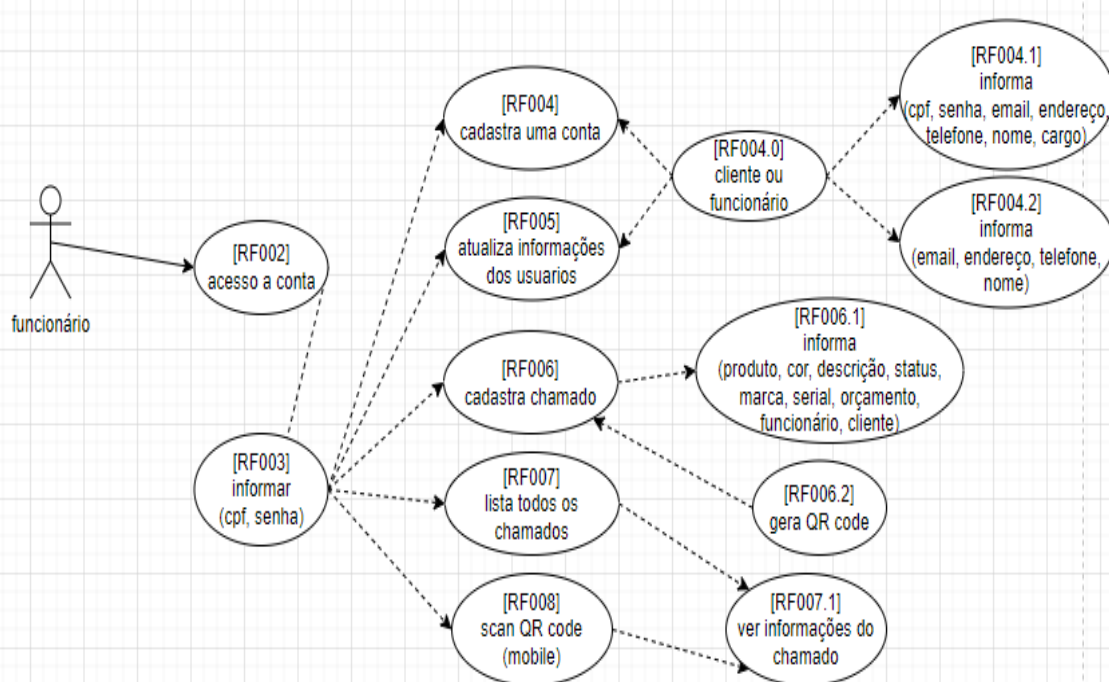 funcionário
[RF002]
acesso a conta
[RF003]
informar
(cpf, senha)
[RF004]
cadastra uma conta
[RF005]
atualiza informações
dos usuarios
[RF006]
cadastra chamado
[RF007]
lista todos os
chamados
[RF008]
scan QR code
(mobile)
[RF004.0]
cliente ou
funcionário
[RF004.1]
informa
(cpf, senha, email, endereço,
telefone, nome, cargo)
[RF004.2]
informa
(email, endereço, telefone,
nome)
[RF006.1]
informa
(produto, cor, descrição, status,
marca, serial, orçamento,
funcionário, cliente)
[RF006.2]
gera QR code
[RF007.1]
ver informações do
chamado